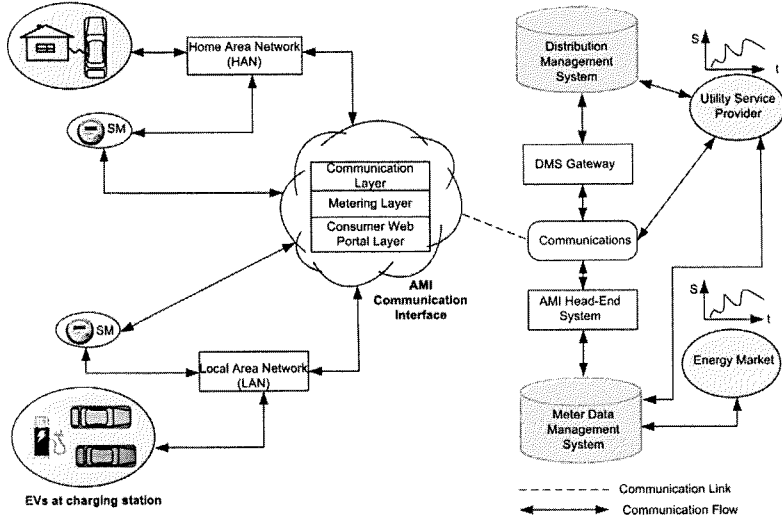 Home Area Network
(HAN)
SM
Communication
Layer
Metering Layer
Consumer Web
Portal Layer
AMI
Communication
Interface
SM
Local Area Network
(LAN)
EVs at charging station
Distribution
Management
System
S
t
Utility Service
Provider
DMS Gateway
Communications
AMI Head-End
System
S
t
Energy Market
Meter Data
Management
System
Communication Link
Communication Flow